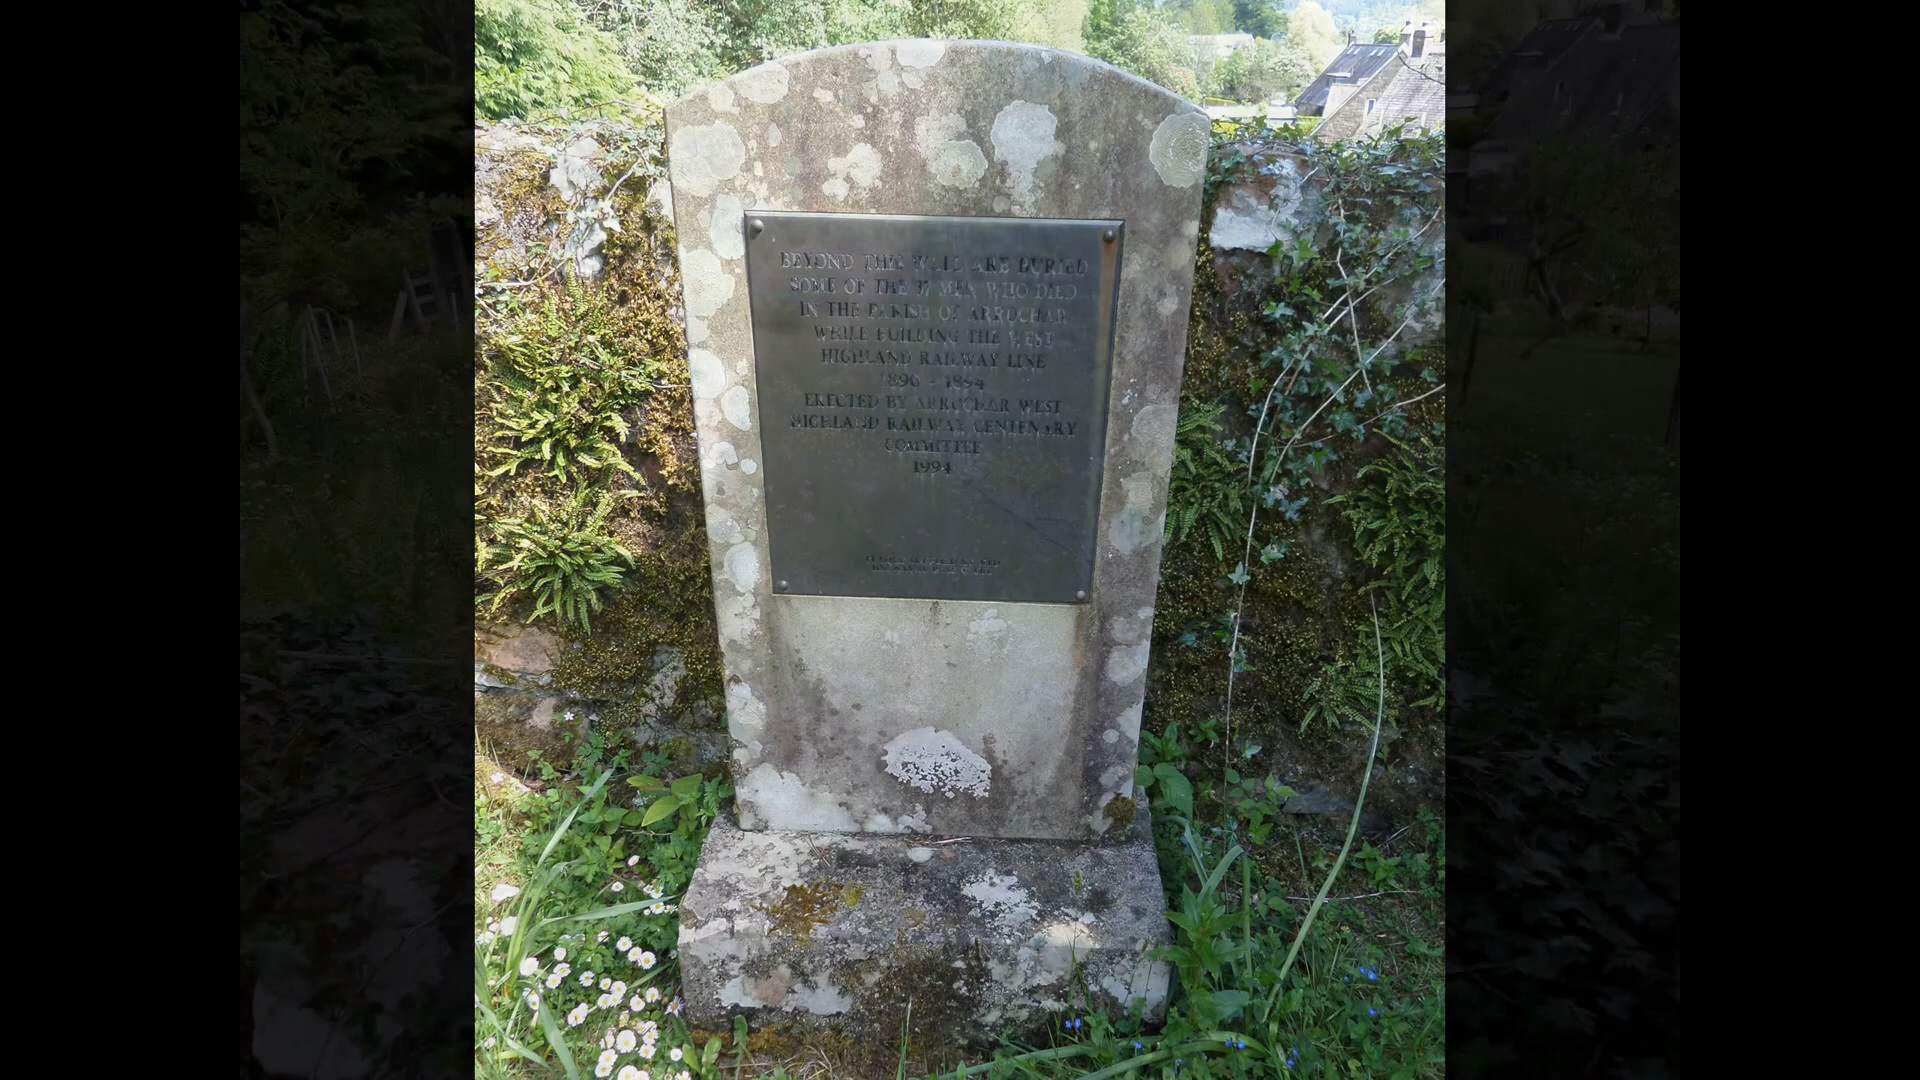 BEYOND THIS WALL ARE BURIED
SOME OF THE 37 MEN WHO DIED
IN THE PARISH OF ARROCHAR
WHILE BUILDING THE WEST
HIGHLAND RAILWAY LINE
1890 - 1894
ERECTED BY ARROCHAR WEST
HIGHLAND RAILWAY CENTENARY
COMMITTEE
1994